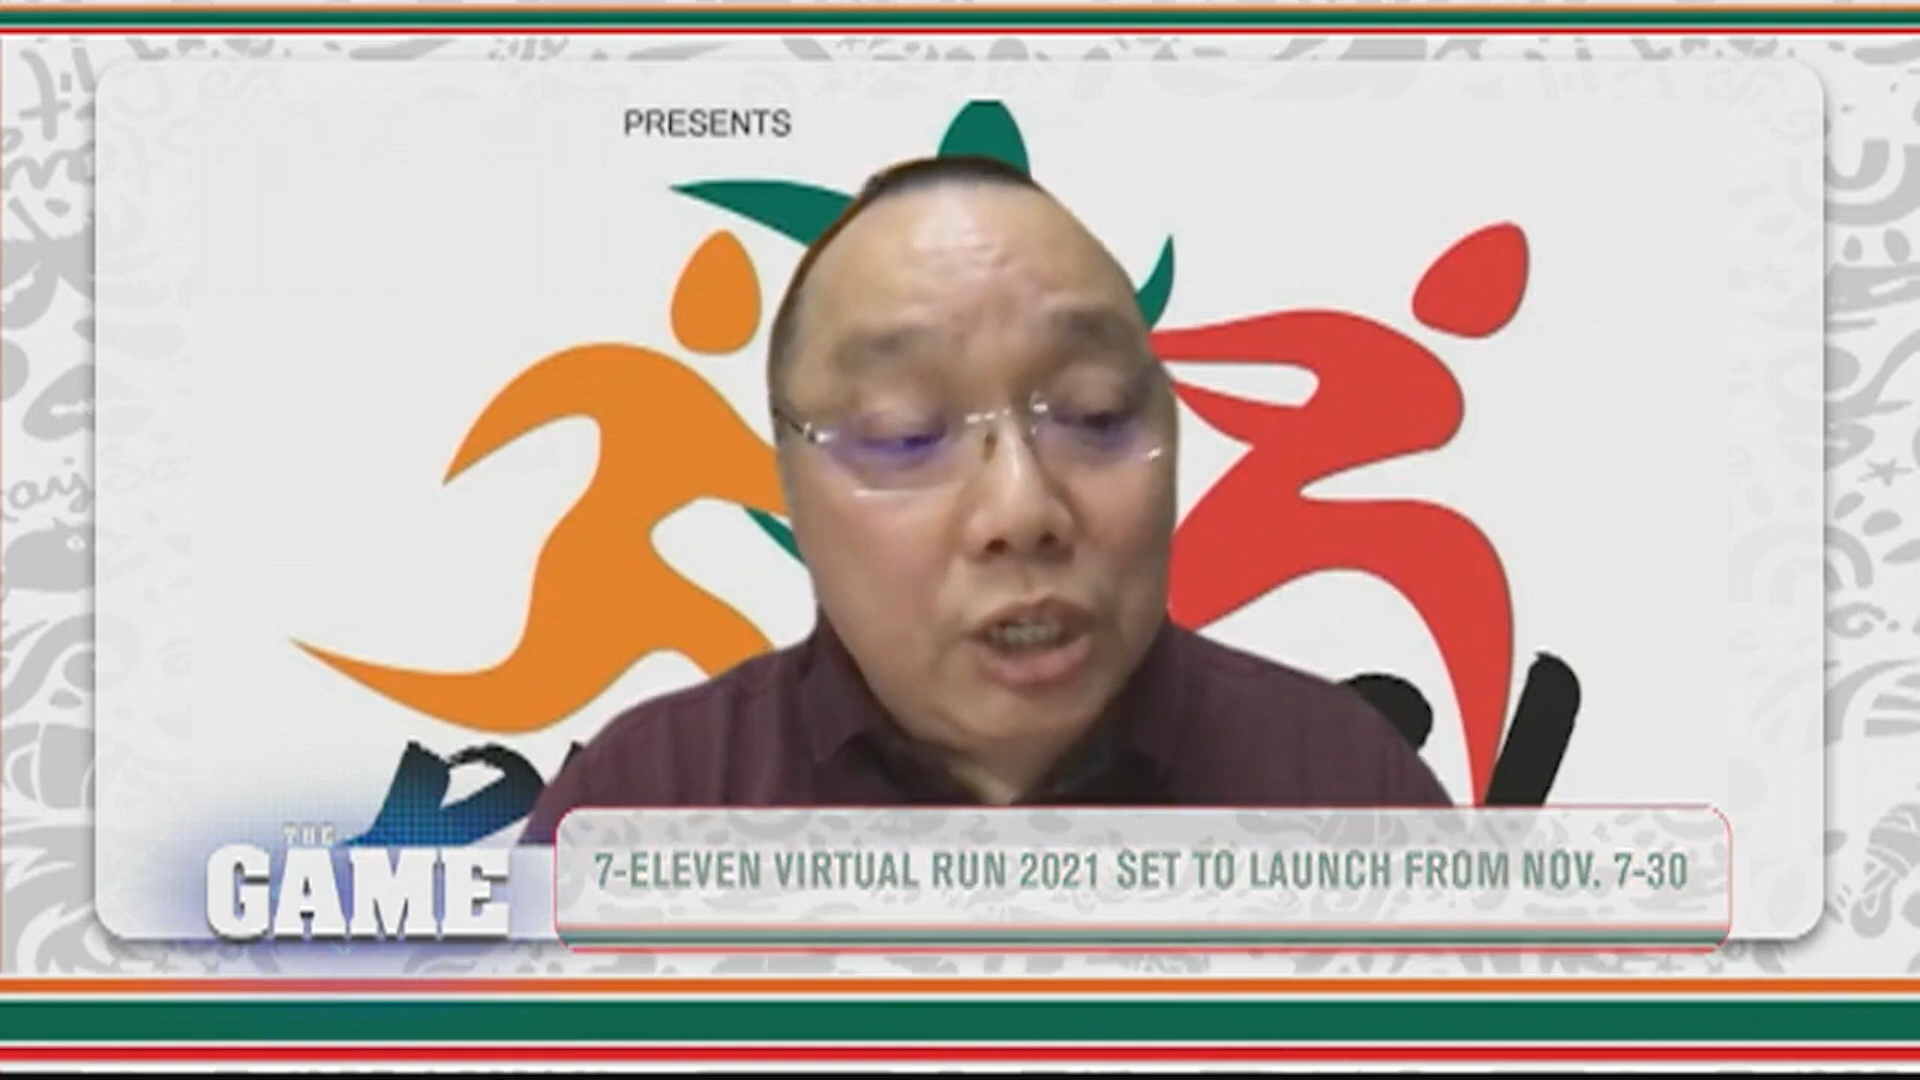 PRESENTS
THE
GAME
7-ELEVEN VIRTUAL RUN 2021 SET TO LAUNCH FROM NOV. 7-30